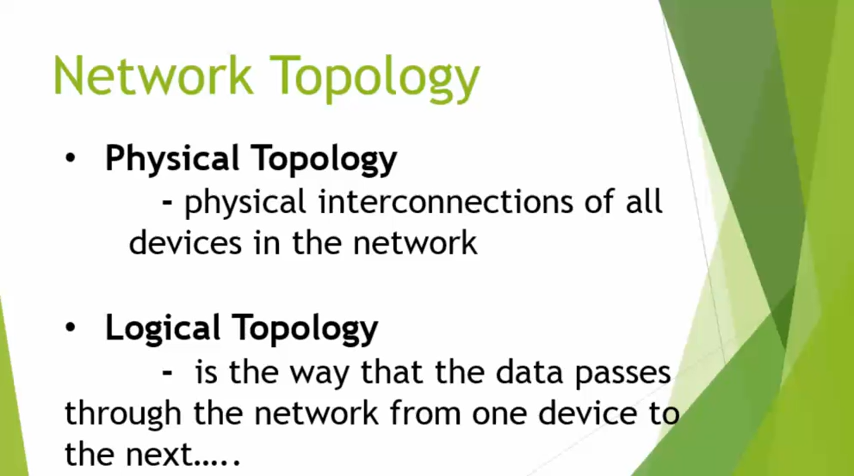 Network Topology
• Physical Topology
- physical interconnections of all
devices in the network
• Logical Topology
- is the way that the data passes
through the network from one device to
the next.....